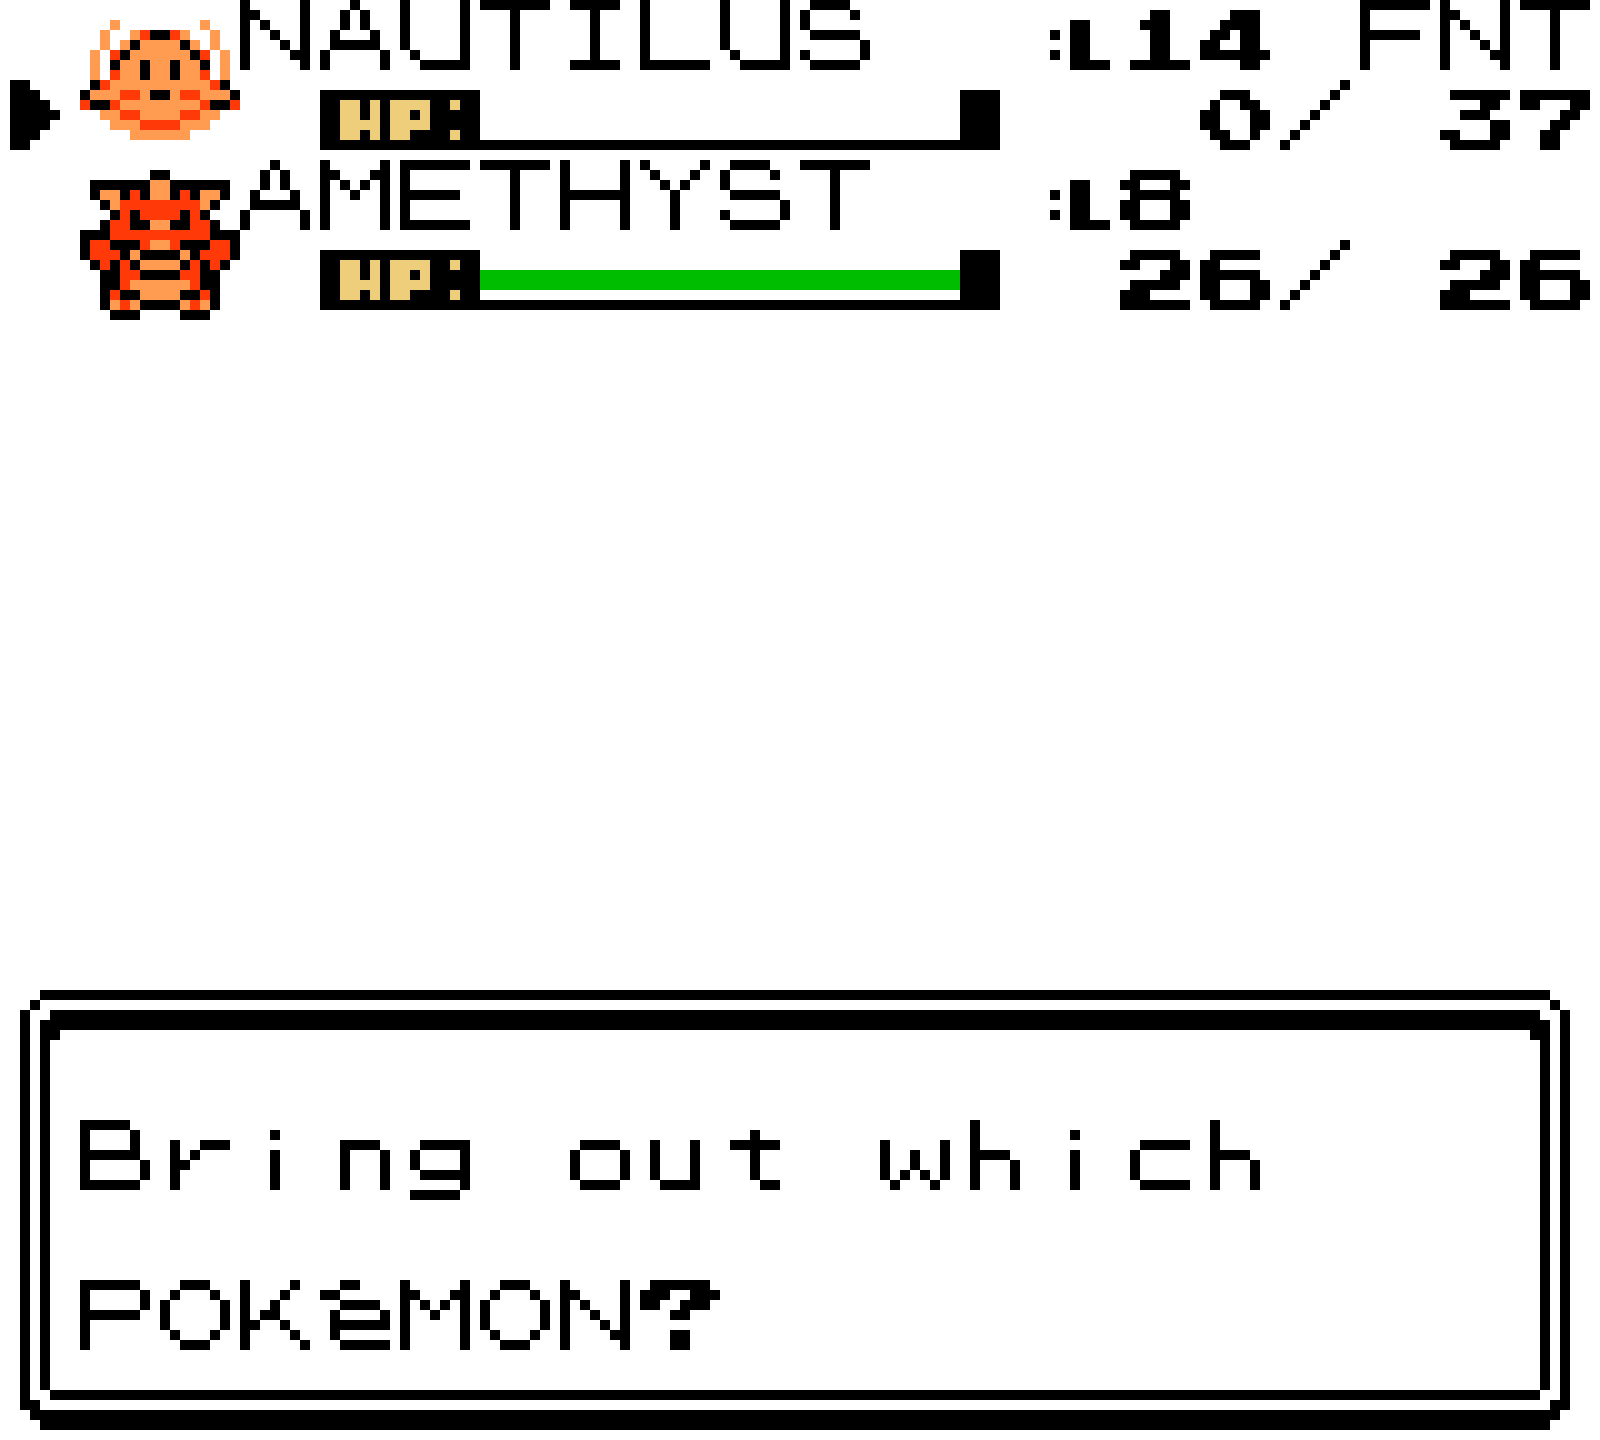 NAUTILUS :L14 FNT
HP: 0/ 37
AMETHYST :L8
HP: 26/ 26
Bring out which
POKéMON?